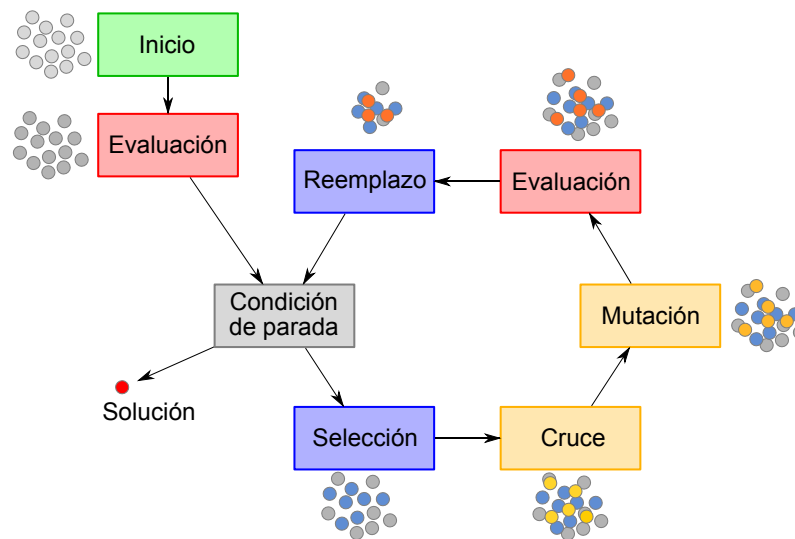 Inicio
Evaluación
Reemplazo
Evaluación
Condición
de parada
Mutación
Solución
Selección
Cruce